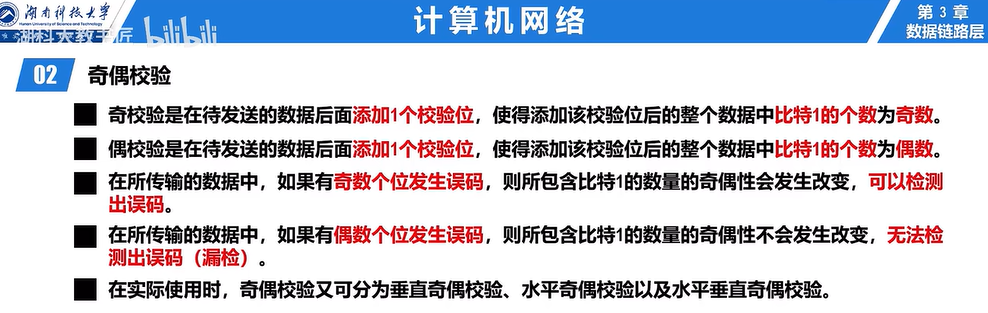 湖南科技大学
Hunan University of Science and Technology
湖科大教书匠 bilibili
计算机网络
第 3 章
数据链路层
02 奇偶校验
奇校验是在待发送的数据后面添加1个校验位，使得添加该校验位后的整个数据中比特1的个数为奇数。
偶校验是在待发送的数据后面添加1个校验位，使得添加该校验位后的整个数据中比特1的个数为偶数。
在所传输的数据中，如果有奇数个位发生误码，则所包含比特1的数量的奇偶性会发生改变，可以检测
出误码。
在所传输的数据中，如果有偶数个位发生误码，则所包含比特1的数量的奇偶性不会发生改变，无法检
测出误码（漏检）。
在实际使用时，奇偶校验又可分为垂直奇偶校验、水平奇偶校验以及水平垂直奇偶校验。